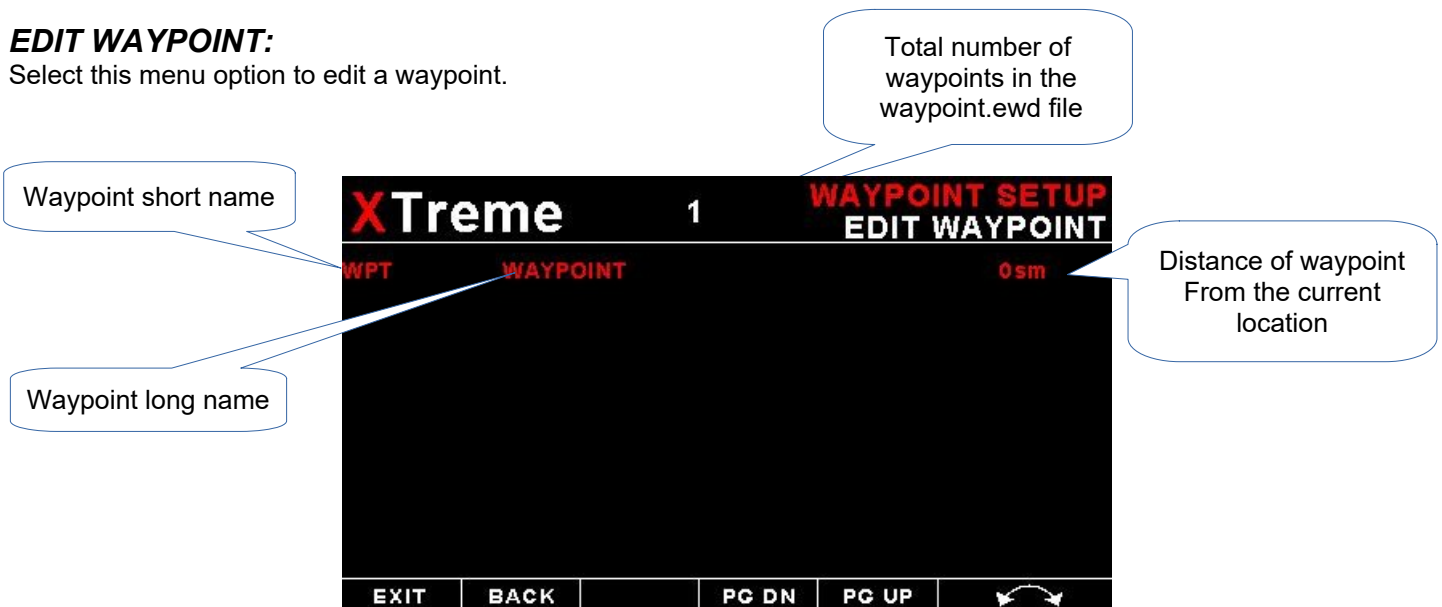 EDIT WAYPOINT:
Select this menu option to edit a waypoint.
Total number of
waypoints in the
waypoint.ewd file
Waypoint short name
XTreme 1 WAYPOINT SETUP
EDIT WAYPOINT
WPT WAYPOINT 0sm
Distance of waypoint
From the current
location
Waypoint long name
EXIT BACK PG DN PG UP